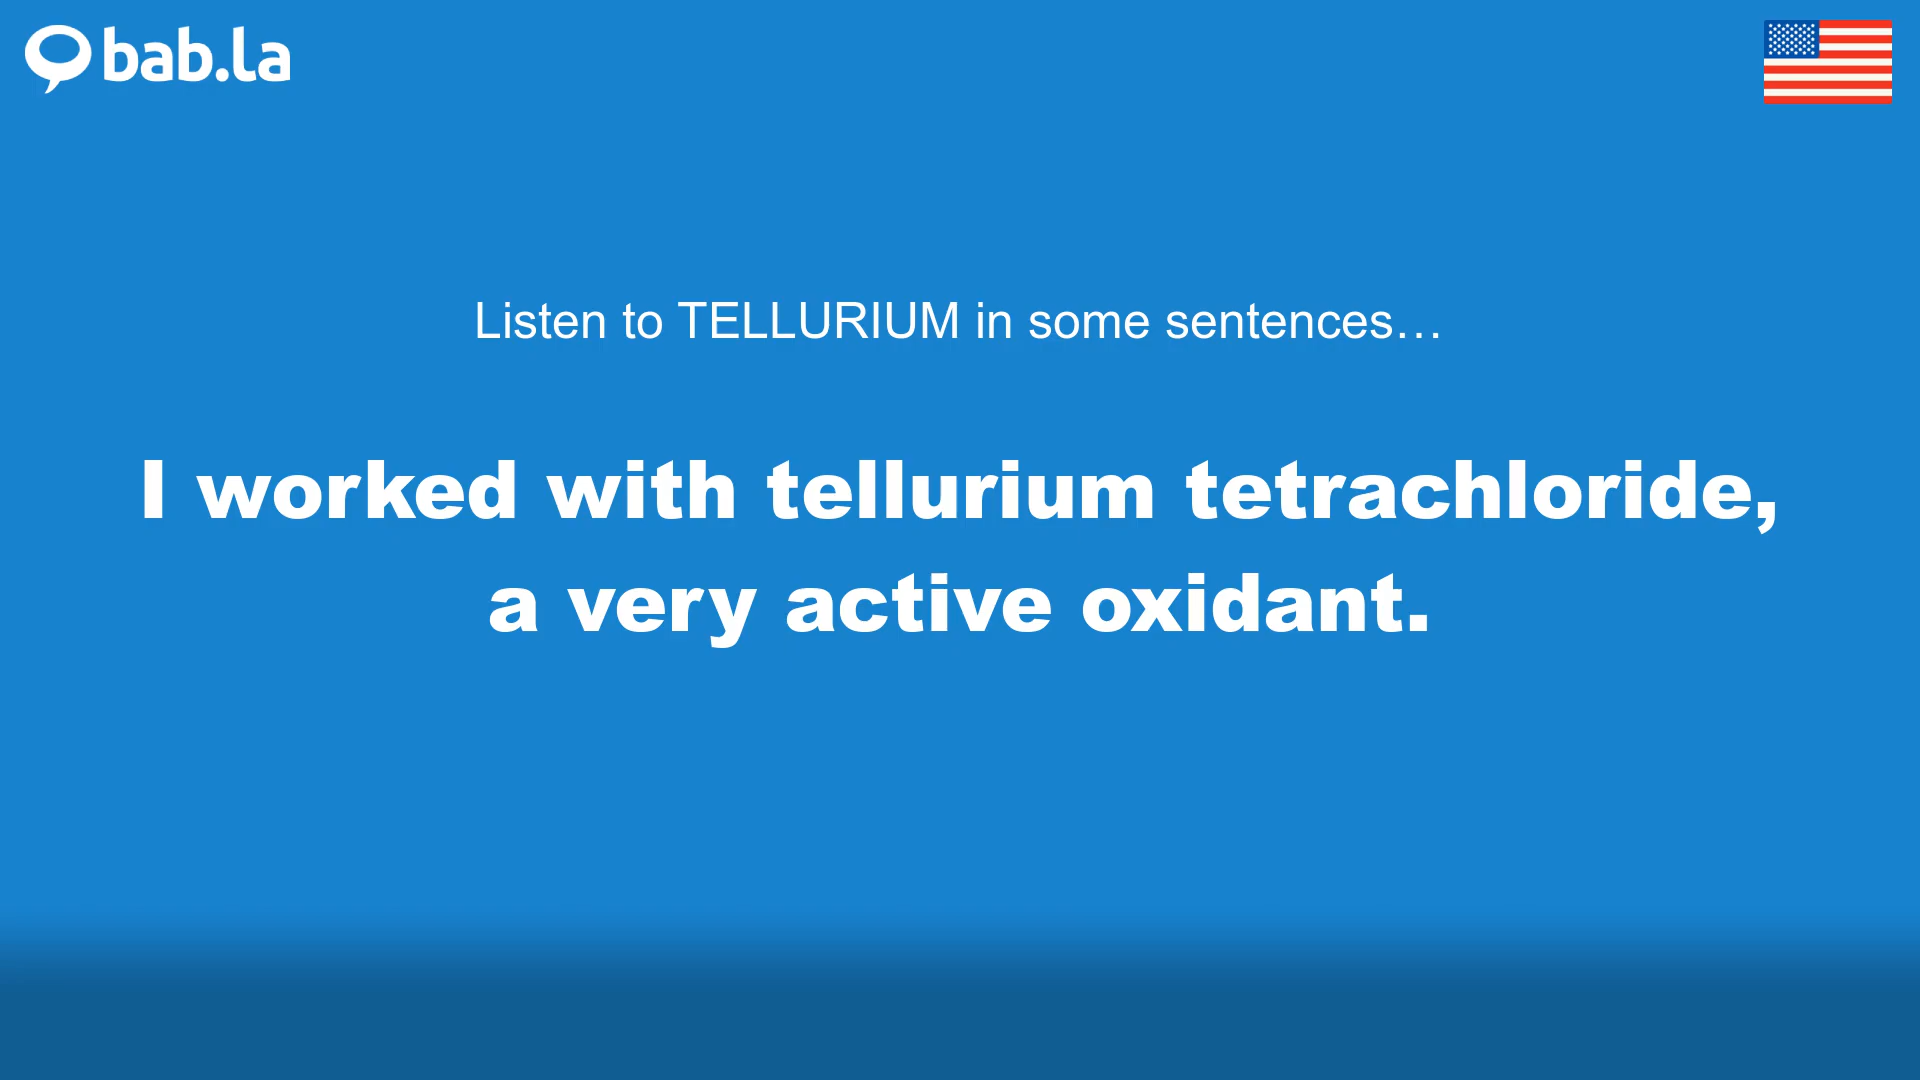 bab.la
Listen to TELLURIUM in some sentences…
I worked with tellurium tetrachloride,
a very active oxidant.